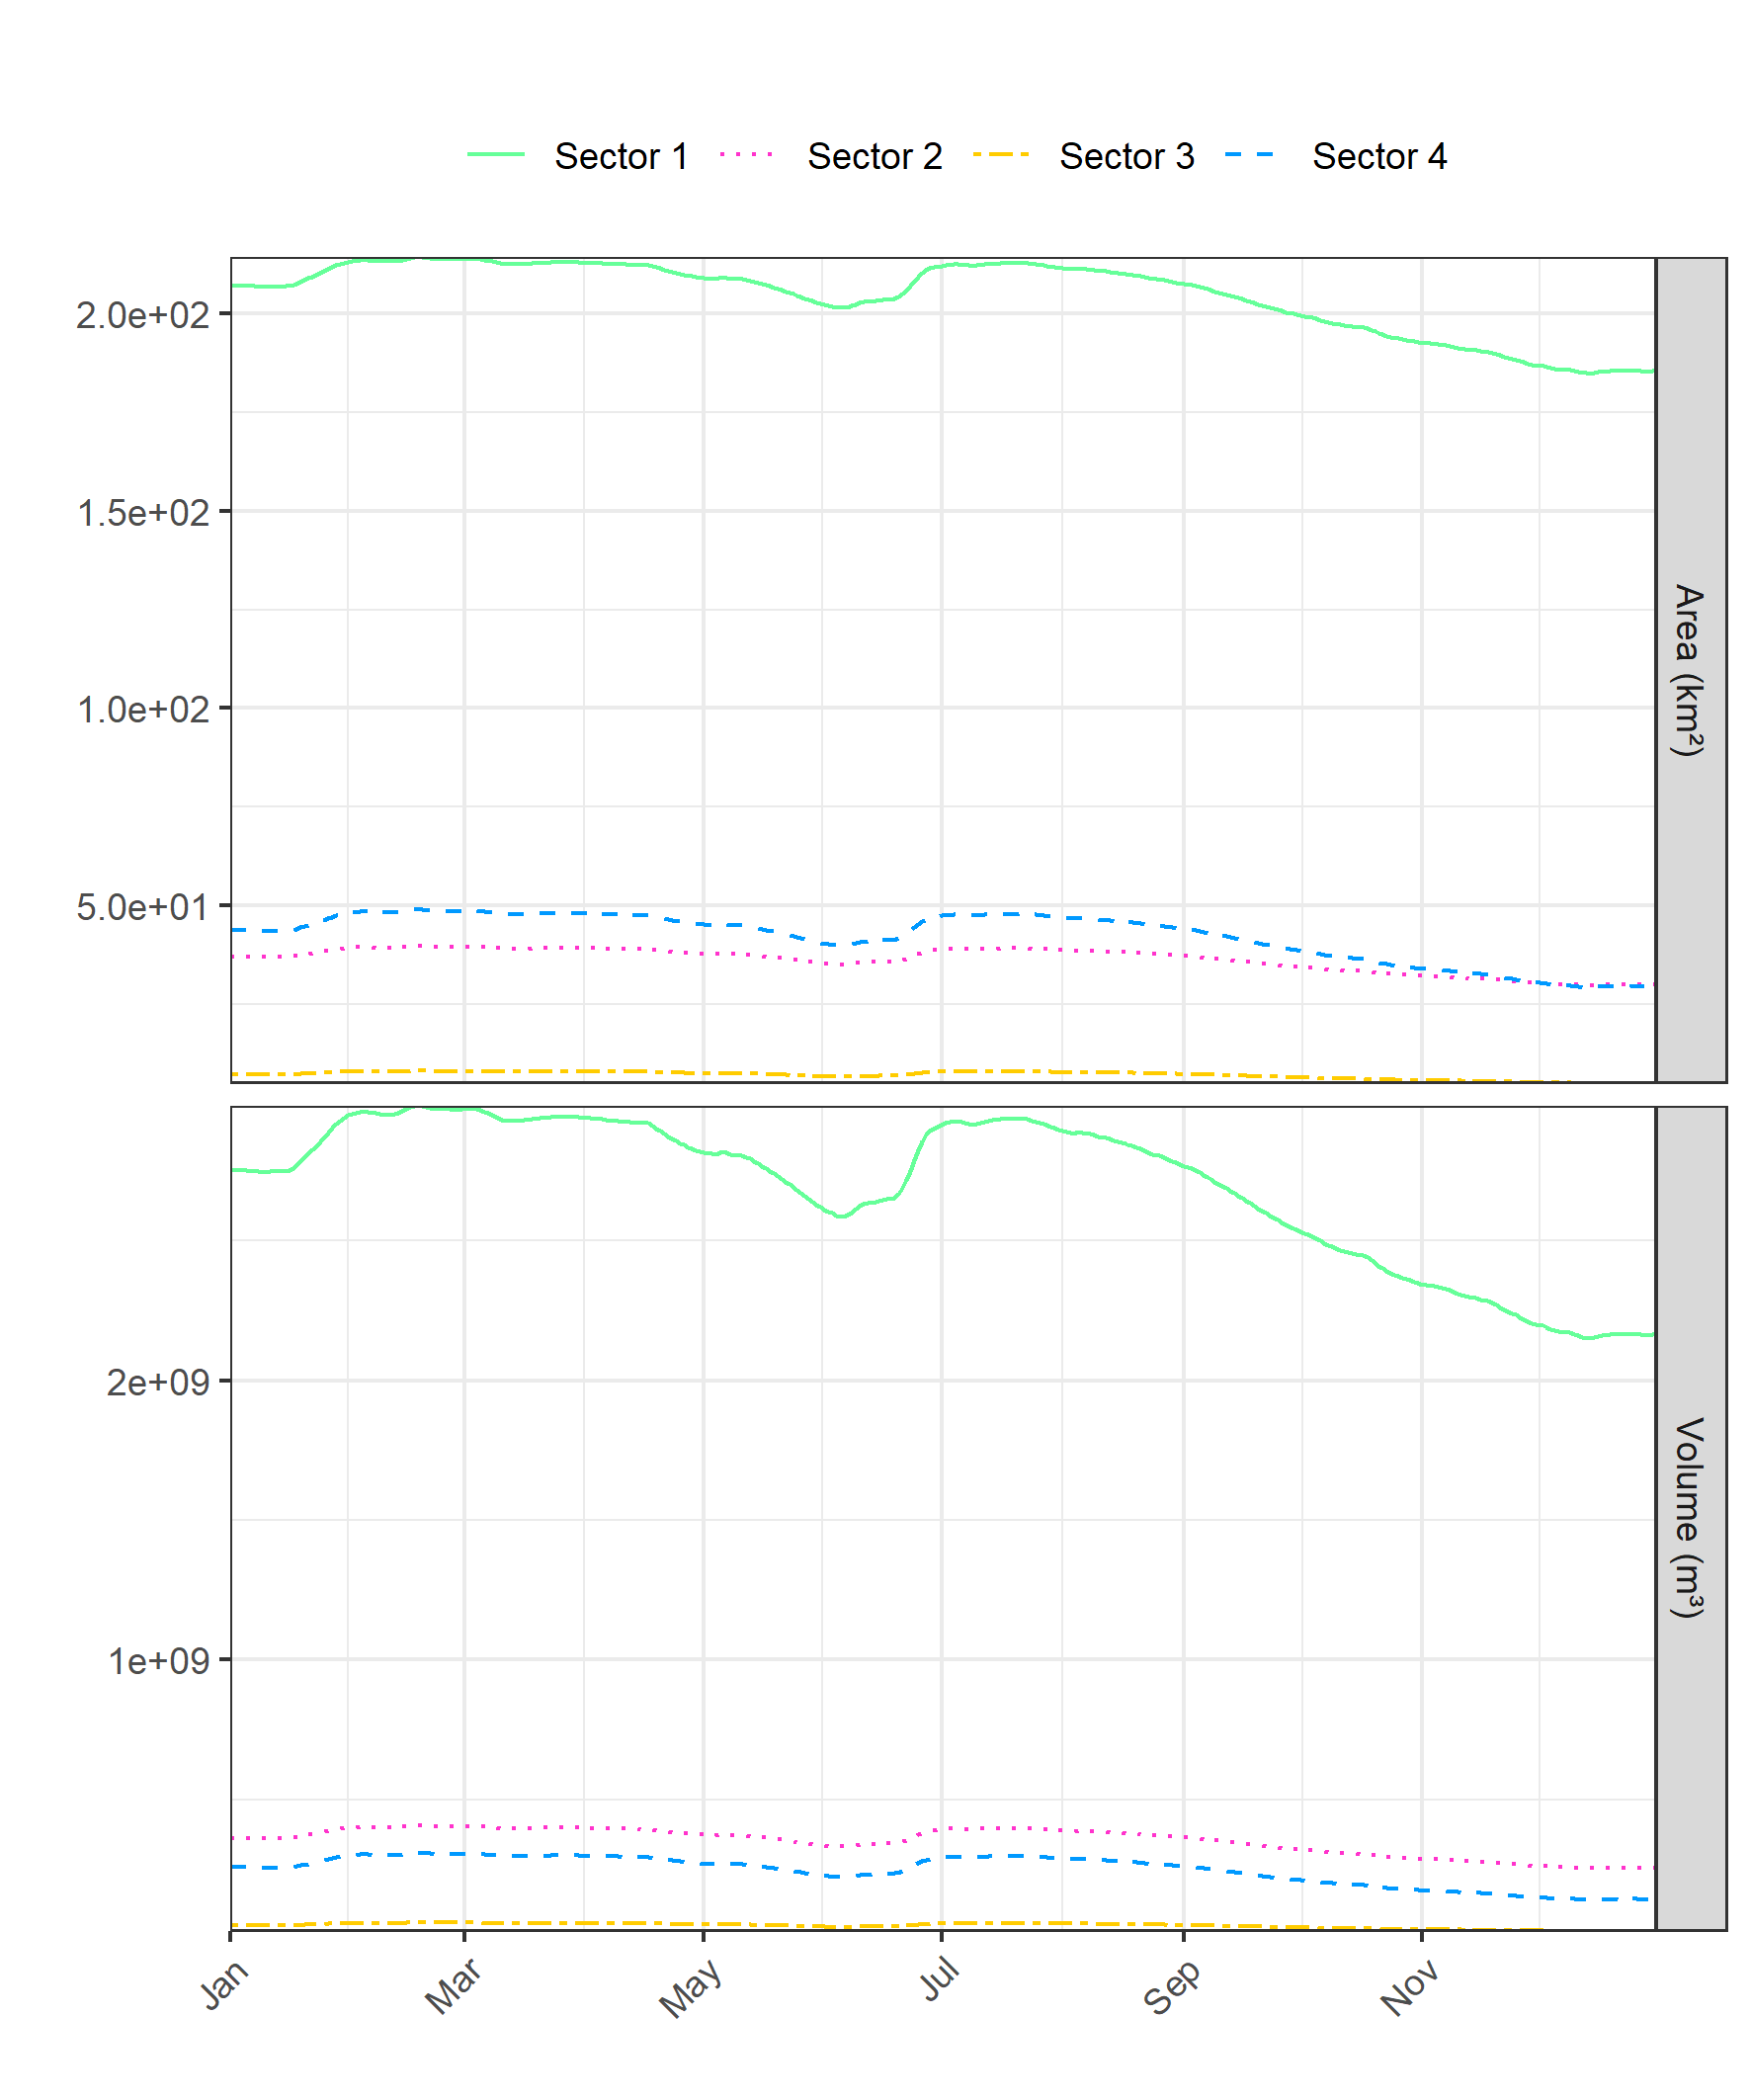 Sector 1 Sector 2 Sector 3 Sector 4
2.0e+02
1.5e+02
1.0e+02
5.0e+01
Area (km²)
2e+09
1e+09
Volume (m³)
Jan Mar May Jul Sep Nov